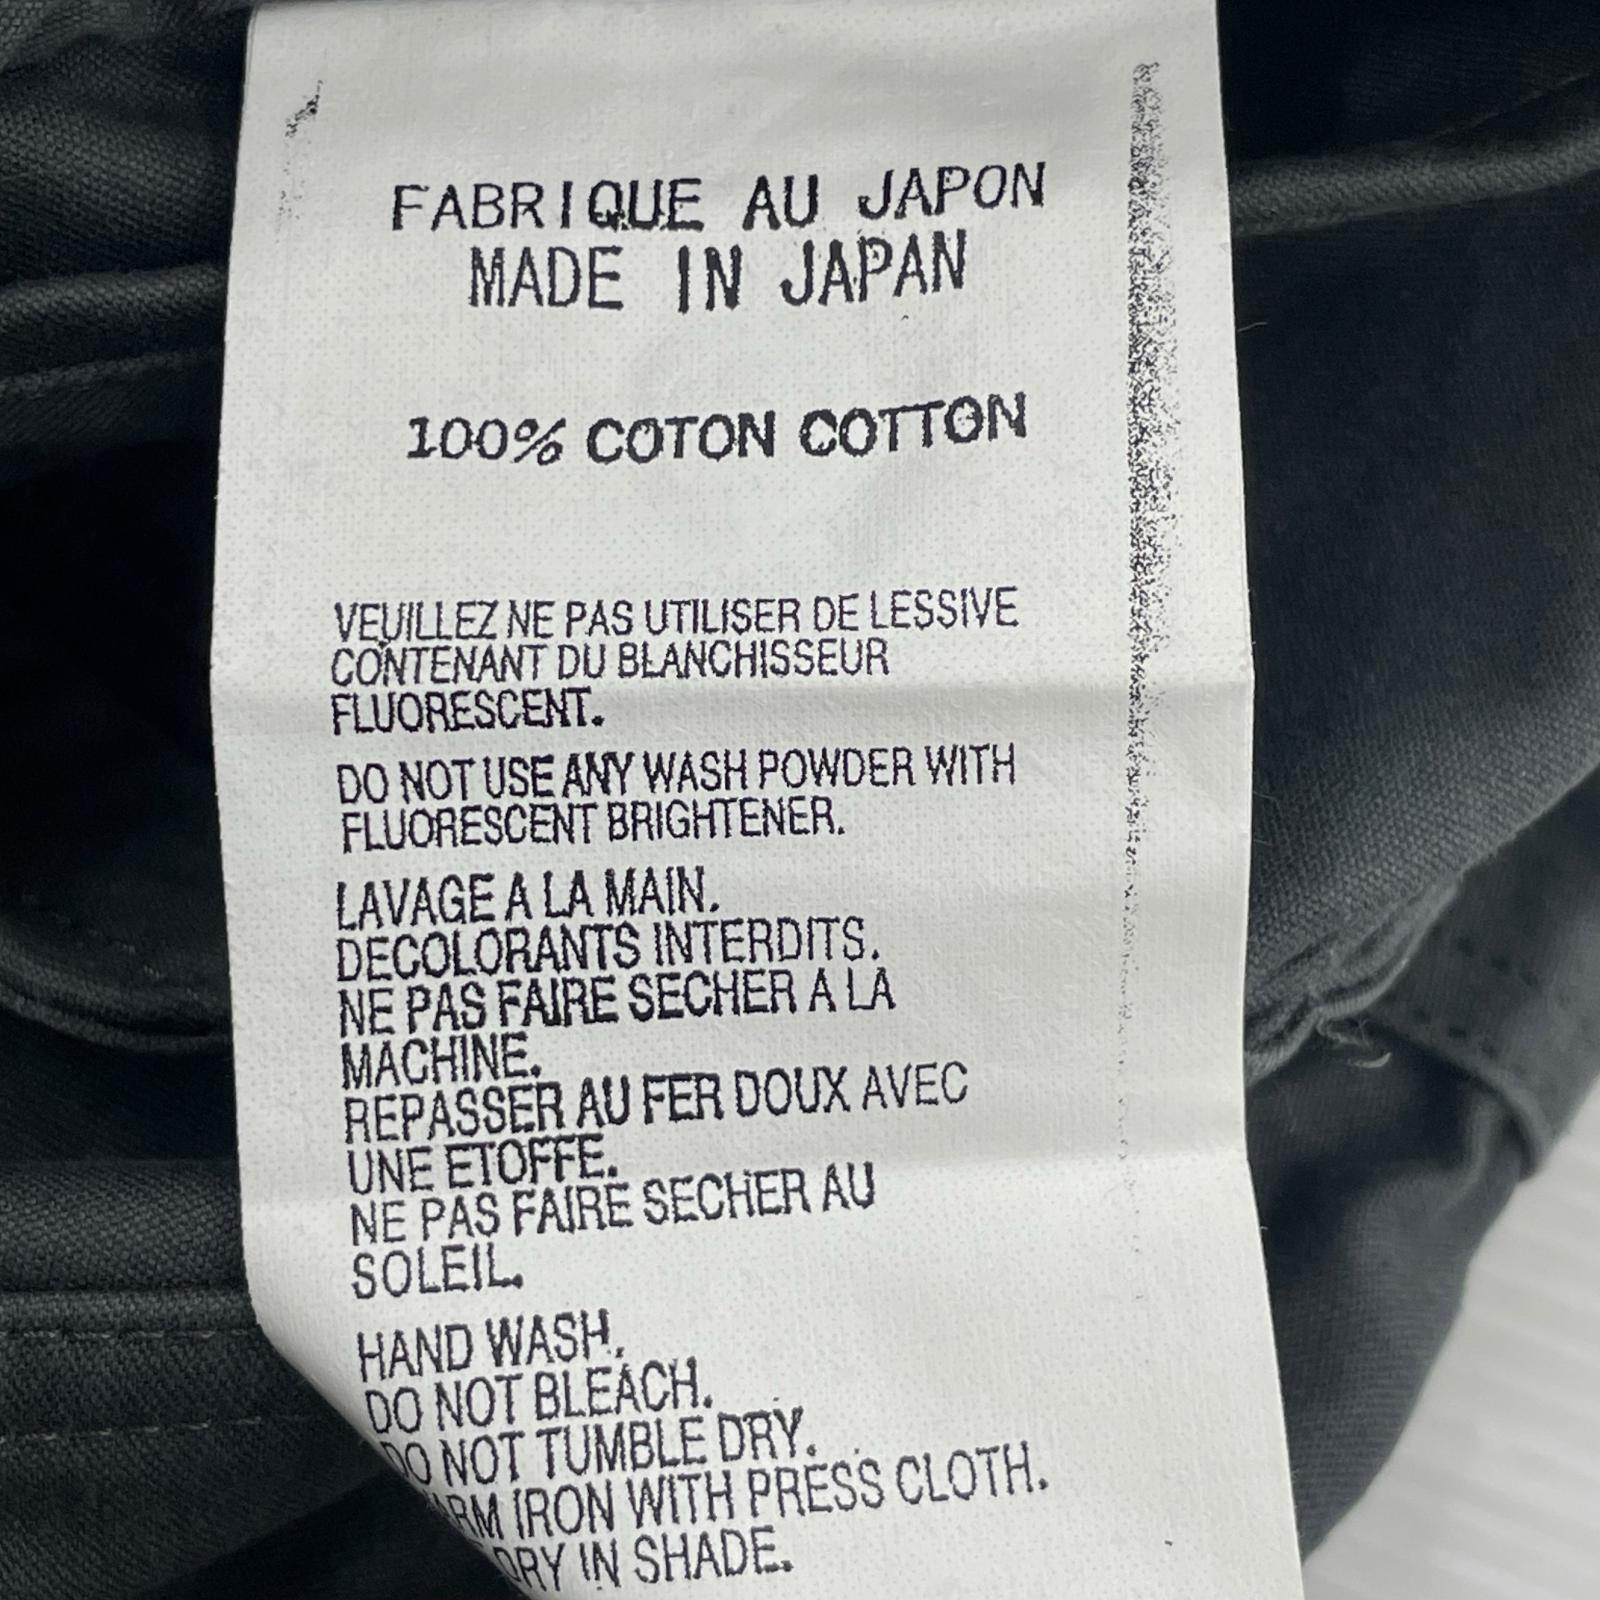 FABRIQUE AU JAPON
MADE IN JAPAN
100% COTON COTTON
VEUILLEZ NE PAS UTILISER DE LESSIVE
CONTENANT DU BLANCHISSEUR
FLUORESCENT.
DO NOT USE ANY WASH POWDER WITH
FLUORESCENT BRIGHTENER.
LAVAGE A LA MAIN.
DECOLORANTS INTERDITS.
NE PAS FAIRE SECHER A LA
MACHINE.
REPASSER AU FER DOUX AVEC
UNE ETOFFE.
NE PAS FAIRE SECHER AU
SOLEIL.
HAND WASH.
DO NOT BLEACH.
DO NOT TUMBLE DRY.
ARM IRON WITH PRESS CLOTH.
DRY IN SHADE.